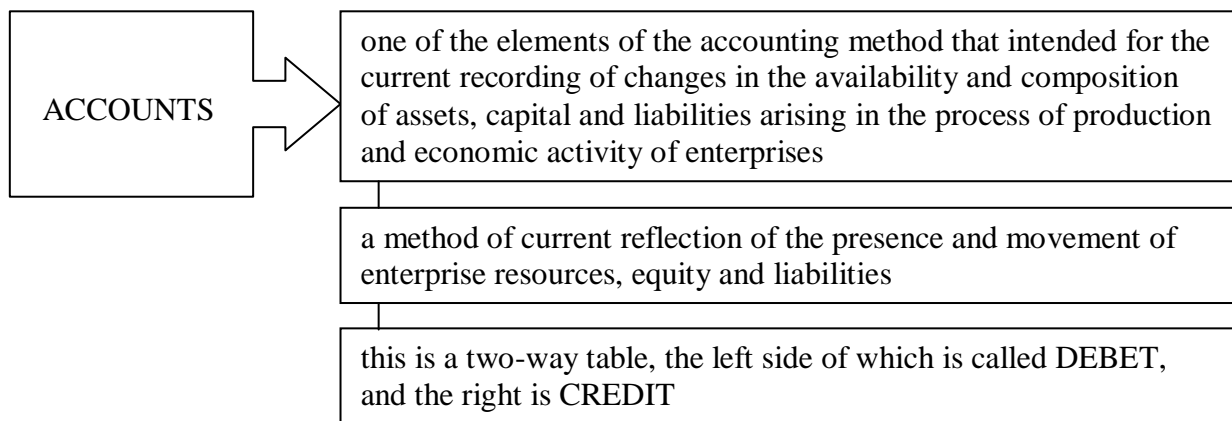 ACCOUNTS
one of the elements of the accounting method that intended for the
current recording of changes in the availability and composition
of assets, capital and liabilities arising in the process of production
and economic activity of enterprises
a method of current reflection of the presence and movement of
enterprise resources, equity and liabilities
this is a two-way table, the left side of which is called DEBET,
and the right is CREDIT